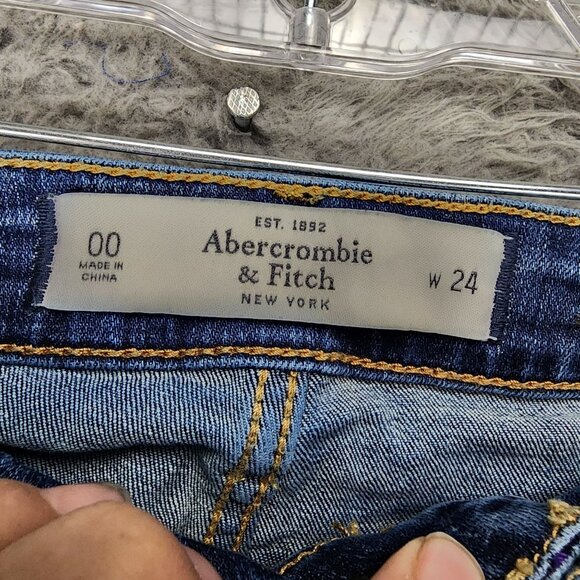 00
MADE IN
CHINA
EST. 1892
Abercrombie
& Fitch
NEW YORK
W 24